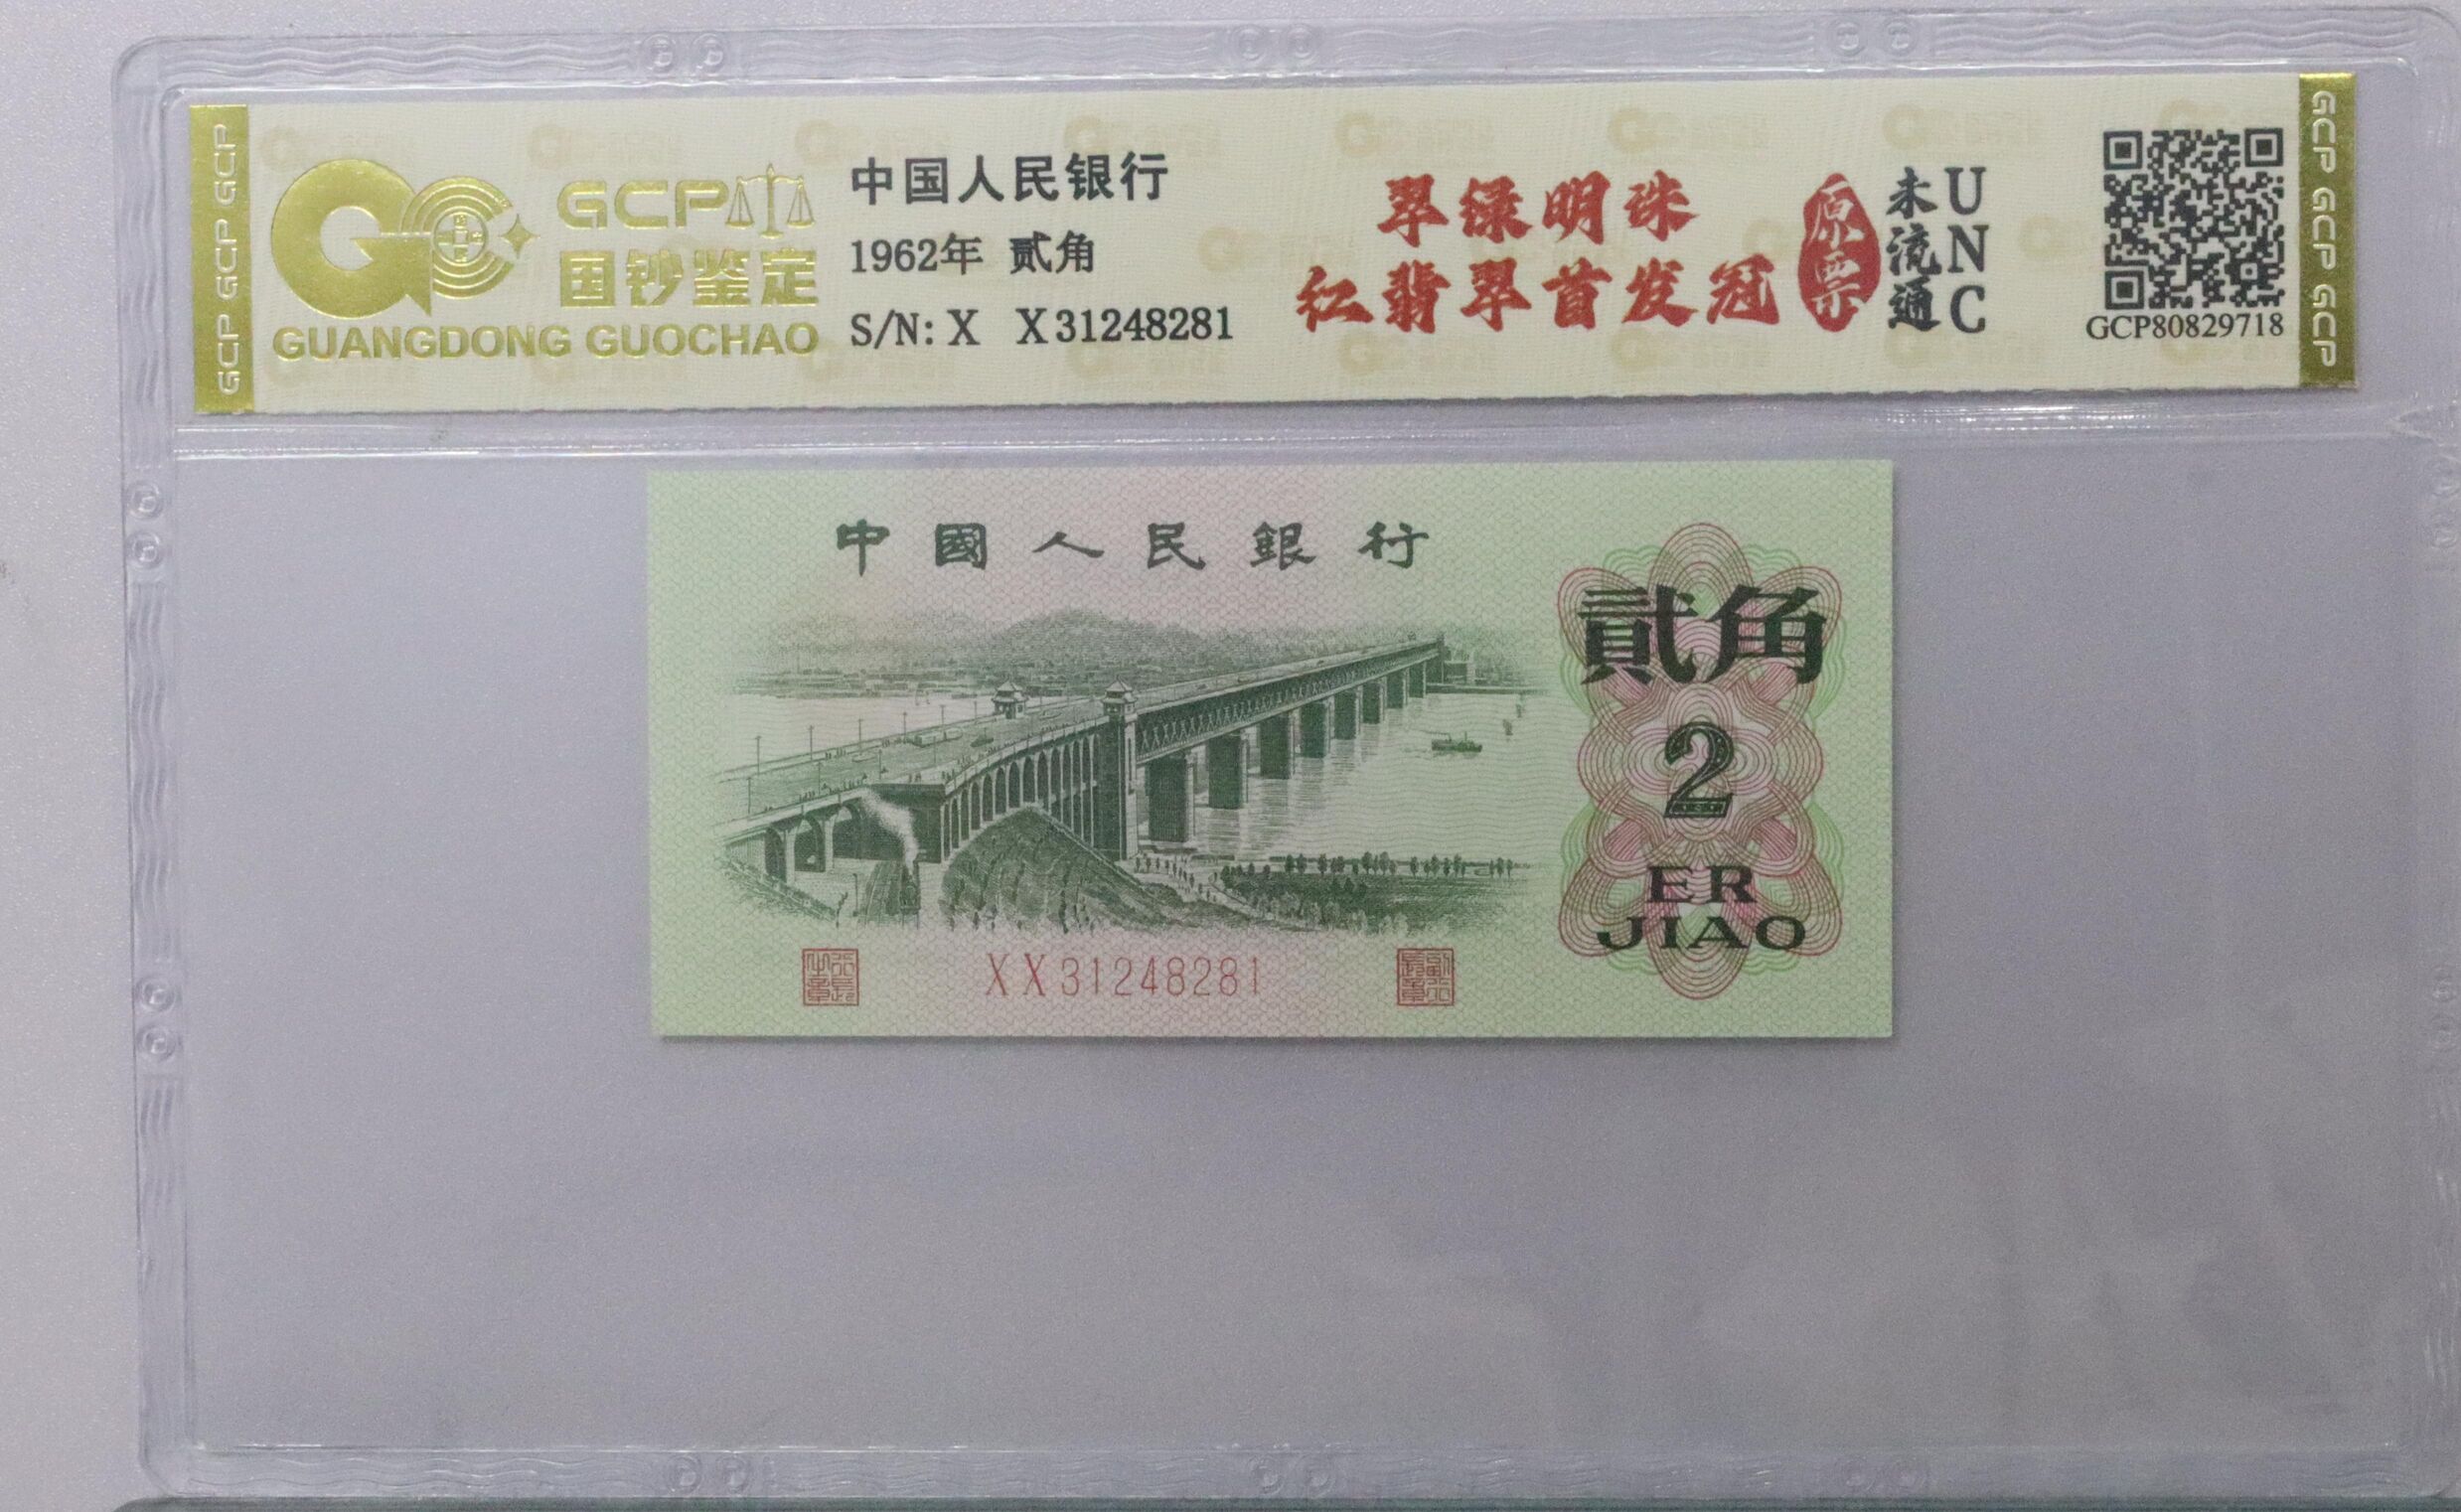 GCP GCP GCP
GCP
国钞鉴定
GUANGDONG GUOCHAO
中国人民银行
1962年 贰角
S/N: X X31248281
翠绿明珠
红翡翠首发冠
原票
未流通
UNC
GCP80829718
GCP GCP GCP
中國人民銀行
貳角
2
ER
JIAO
XX31248281